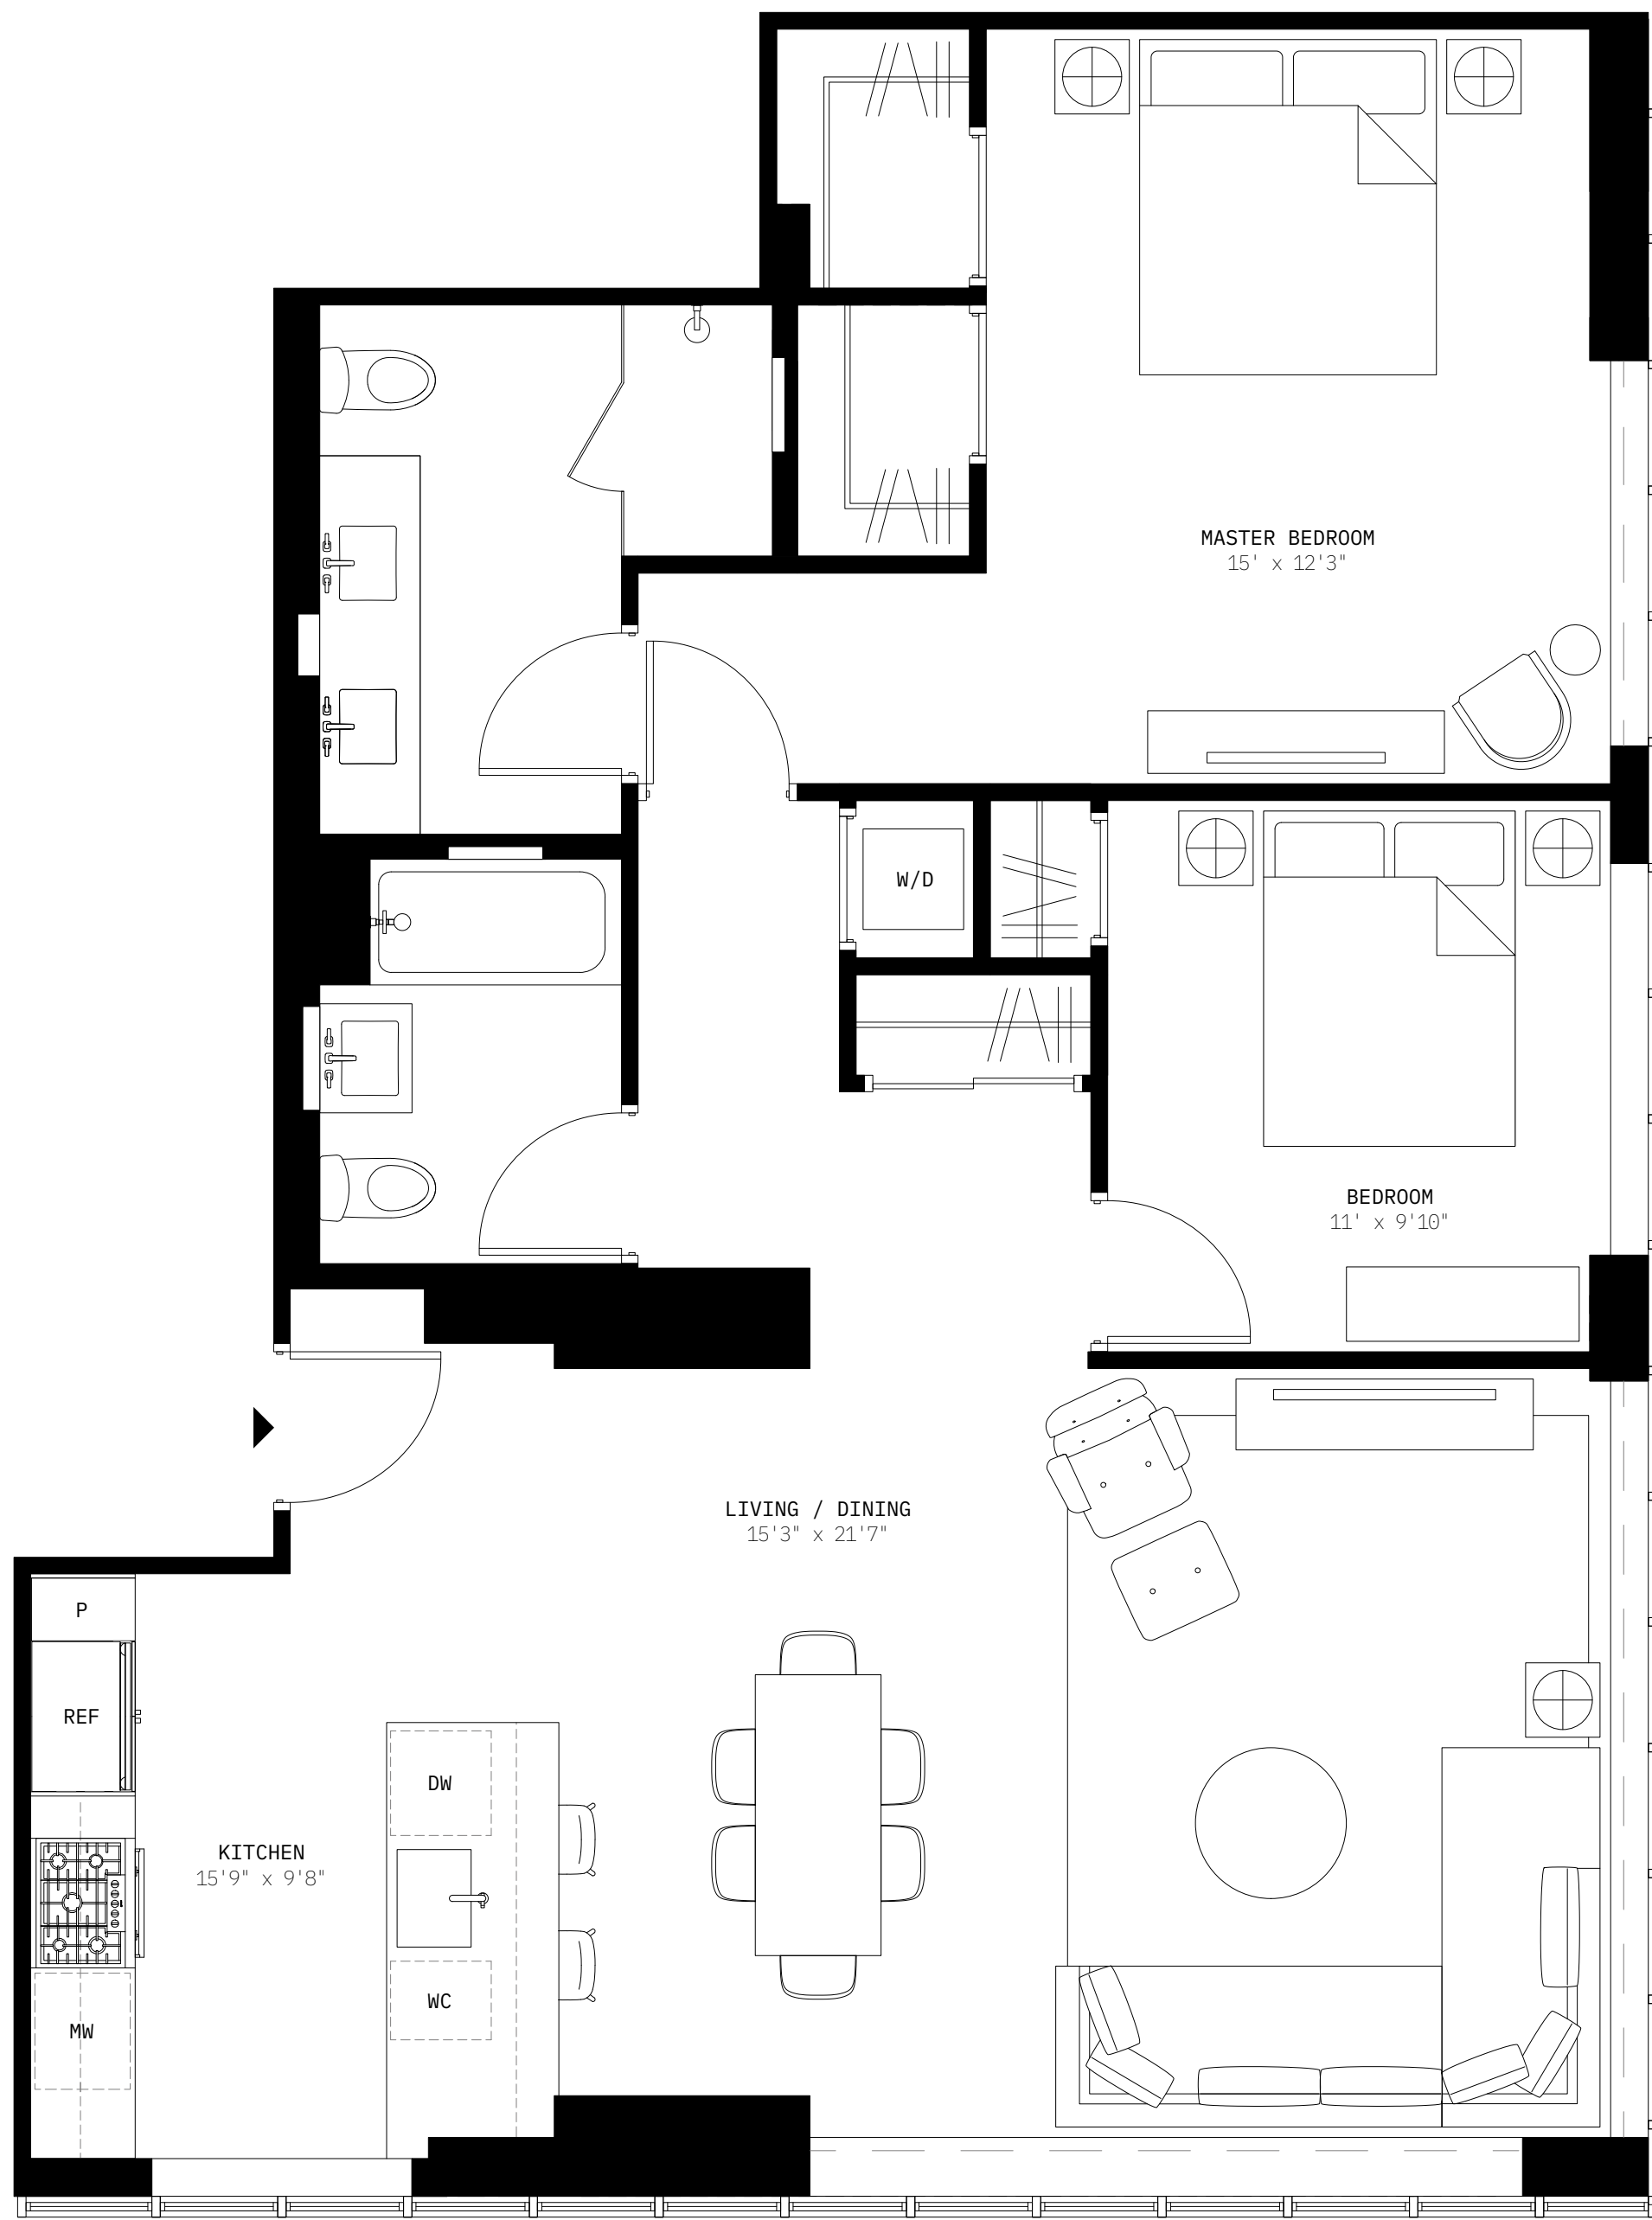 MASTER BEDROOM
15' x 12'3"
W/D
BEDROOM
11' x 9'10"
LIVING / DINING
15'3" x 21'7"
P
REF
DW
KITCHEN
15'9" x 9'8"
WC
MW